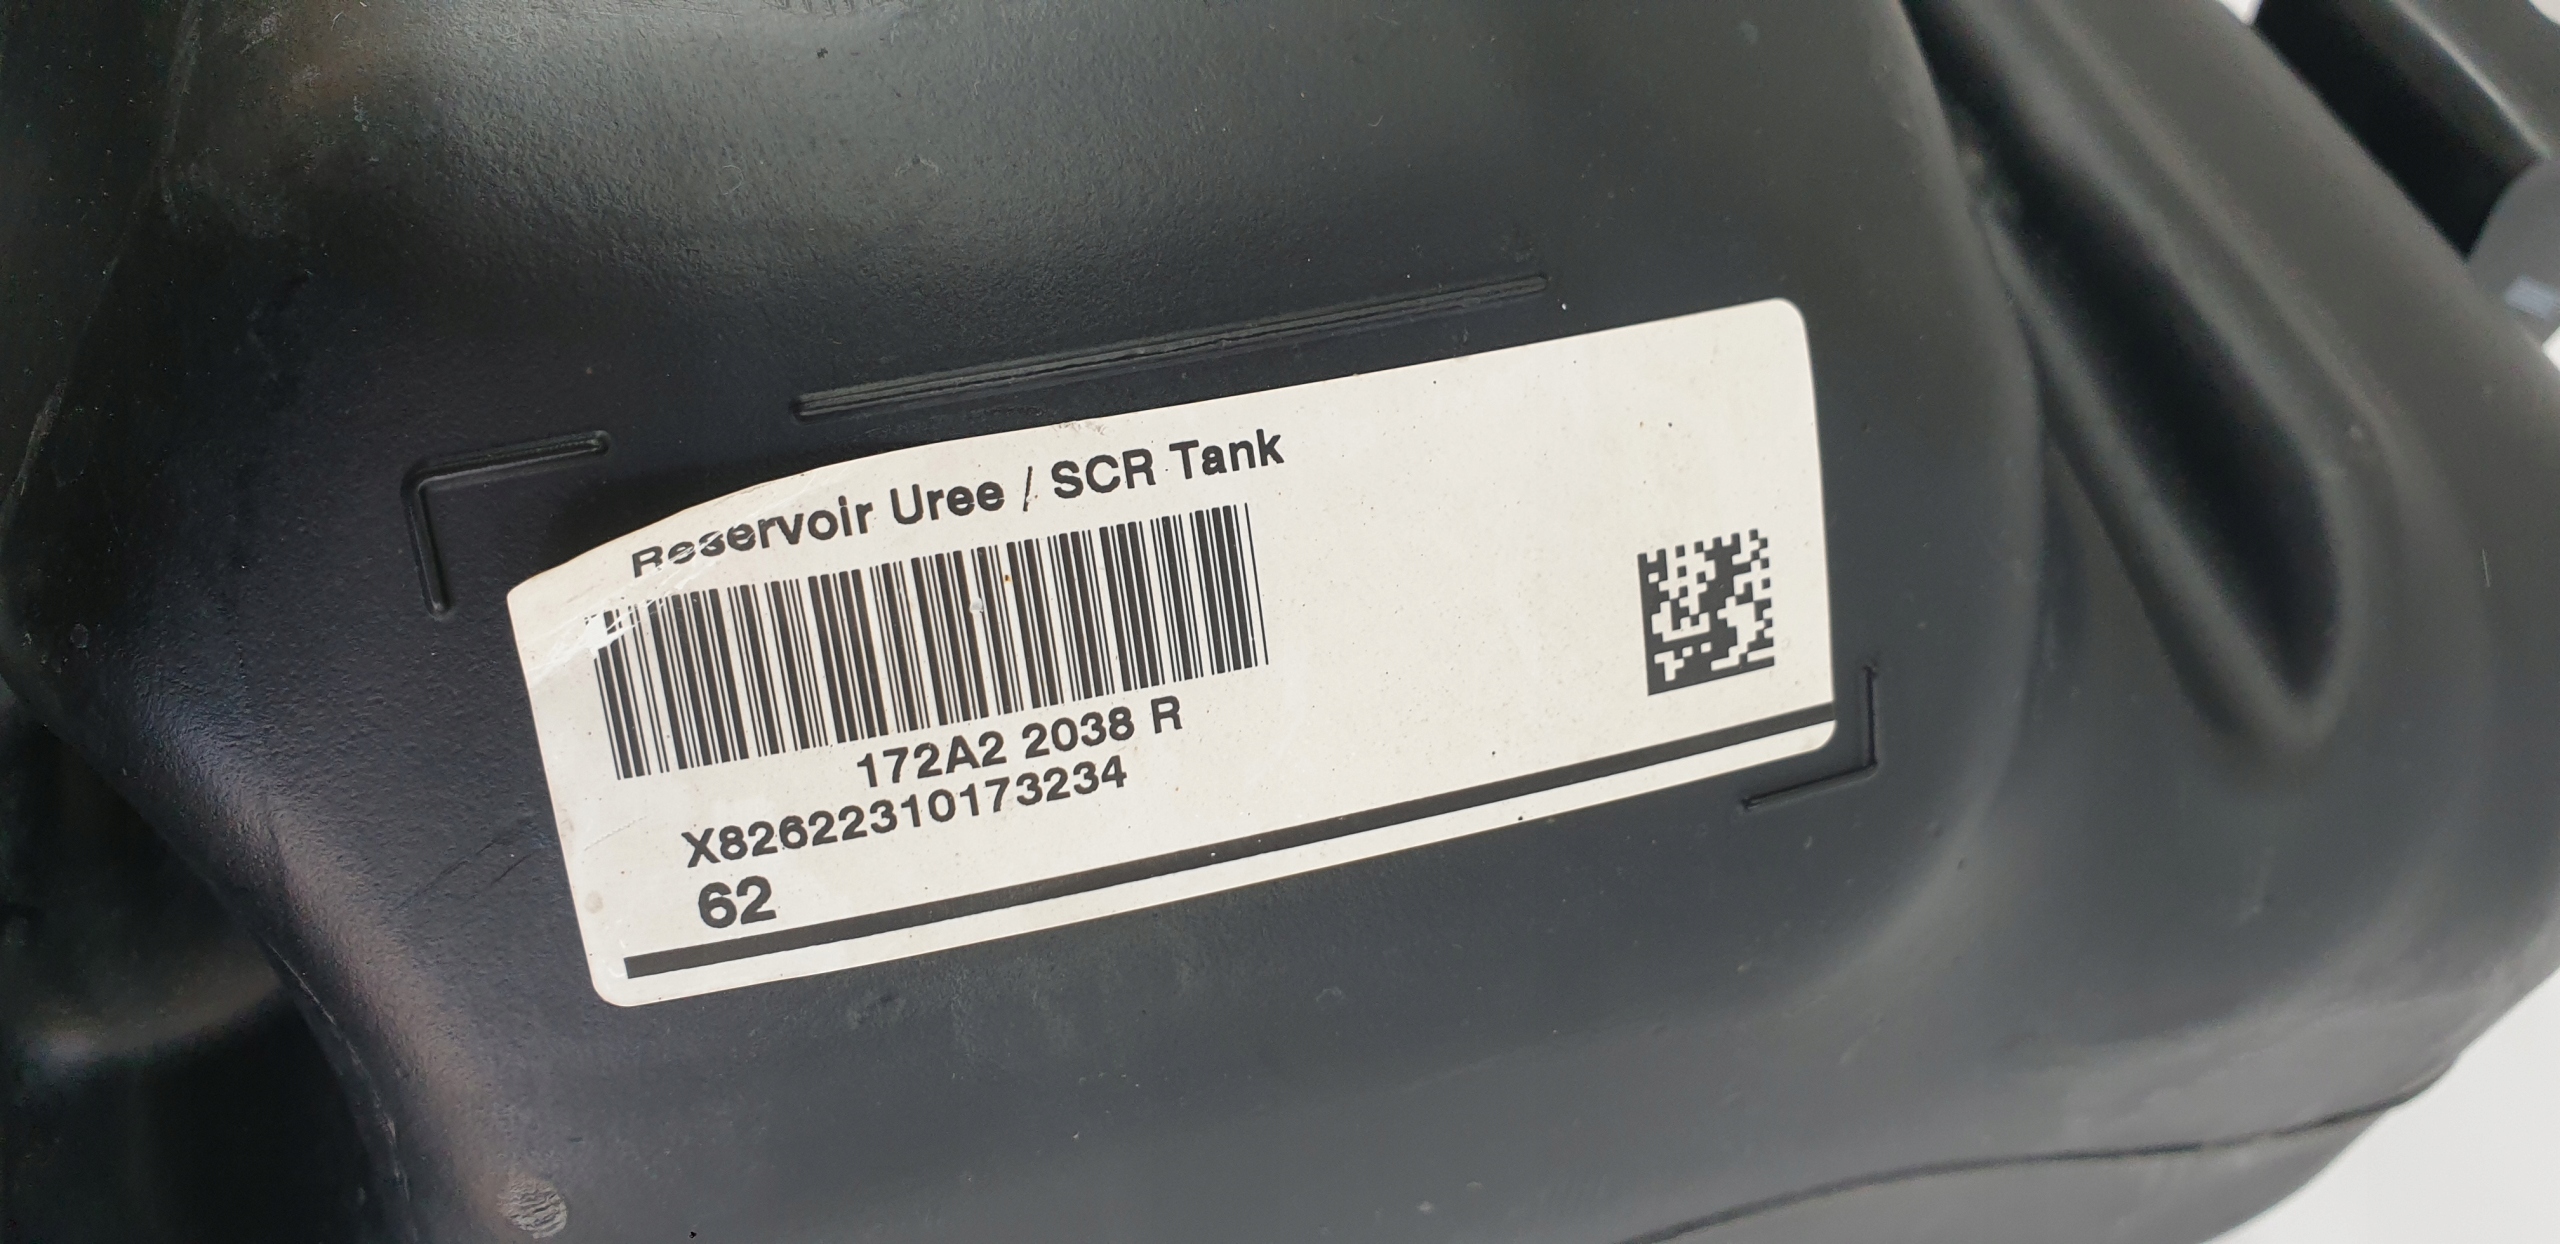 Reservoir Uree / SCR Tank
172A2 2038 R
X82622310173234
62